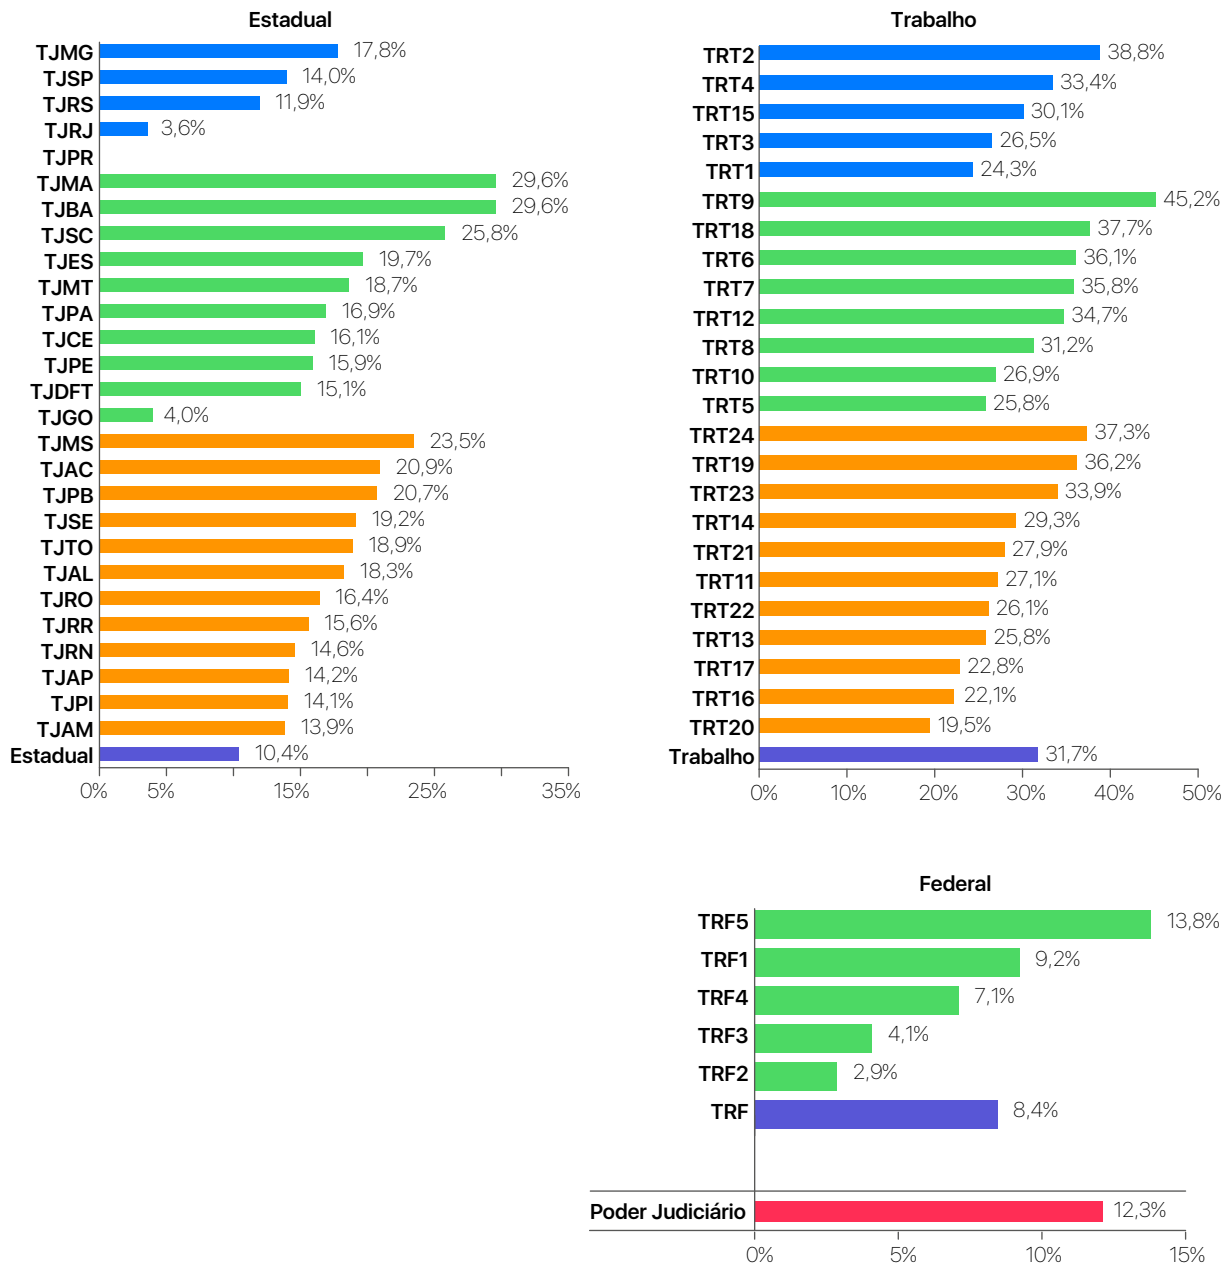 Estadual
TJMG 17,8%
TJSP 14,0%
TJRS 11,9%
TJRJ 3,6%
TJPR
TJMA 29,6%
TJBA 29,6%
TJSC 25,8%
TJES 19,7%
TJMT 18,7%
TJPA 16,9%
TJCE 16,1%
TJPE 15,9%
TJDFT 15,1%
TJGO 4,0%
TJMS 23,5%
TJAC 20,9%
TJPB 20,7%
TJSE 19,2%
TJTO 18,9%
TJAL 18,3%
TJRO 16,4%
TJRR 15,6%
TJRN 14,6%
TJAP 14,2%
TJPI 14,1%
TJAM 13,9%
Estadual 10,4%
0% 5% 15% 25% 35%
Trabalho
TRT2 38,8%
TRT4 33,4%
TRT15 30,1%
TRT3 26,5%
TRT1 24,3%
TRT9 45,2%
TRT18 37,7%
TRT6 36,1%
TRT7 35,8%
TRT12 34,7%
TRT8 31,2%
TRT10 26,9%
TRT5 25,8%
TRT24 37,3%
TRT19 36,2%
TRT23 33,9%
TRT14 29,3%
TRT21 27,9%
TRT11 27,1%
TRT22 26,1%
TRT13 25,8%
TRT17 22,8%
TRT16 22,1%
TRT20 19,5%
Trabalho 31,7%
0% 10% 20% 30% 40% 50%
Federal
TRF5 13,8%
TRF1 9,2%
TRF4 7,1%
TRF3 4,1%
TRF2 2,9%
TRF 8,4%
Poder Judiciário 12,3%
0% 5% 10% 15%